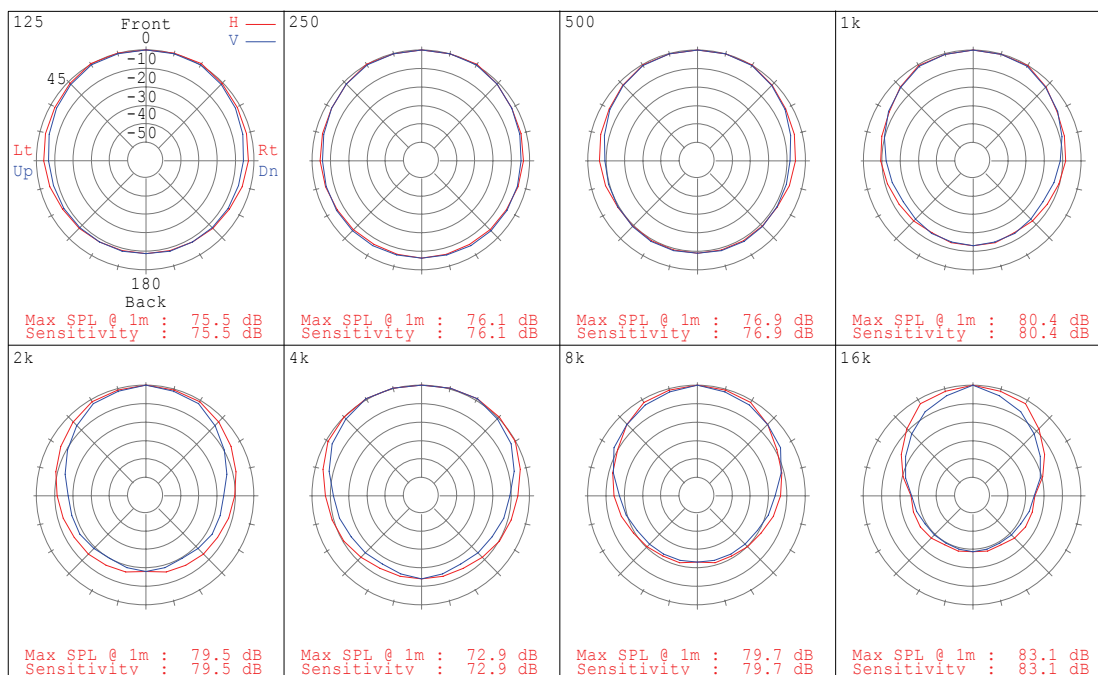 125
Front
H
V
0
-10
-20
-30
-40
-50
45
Lt
Rt
Up
Dn
180
Back
Max SPL @ 1m : 75.5 dB
Sensitivity : 75.5 dB
250
Max SPL @ 1m : 76.1 dB
Sensitivity : 76.1 dB
500
Max SPL @ 1m : 76.9 dB
Sensitivity : 76.9 dB
1k
Max SPL @ 1m : 80.4 dB
Sensitivity : 80.4 dB
2k
Max SPL @ 1m : 79.5 dB
Sensitivity : 79.5 dB
4k
Max SPL @ 1m : 72.9 dB
Sensitivity : 72.9 dB
8k
Max SPL @ 1m : 79.7 dB
Sensitivity : 79.7 dB
16k
Max SPL @ 1m : 83.1 dB
Sensitivity : 83.1 dB